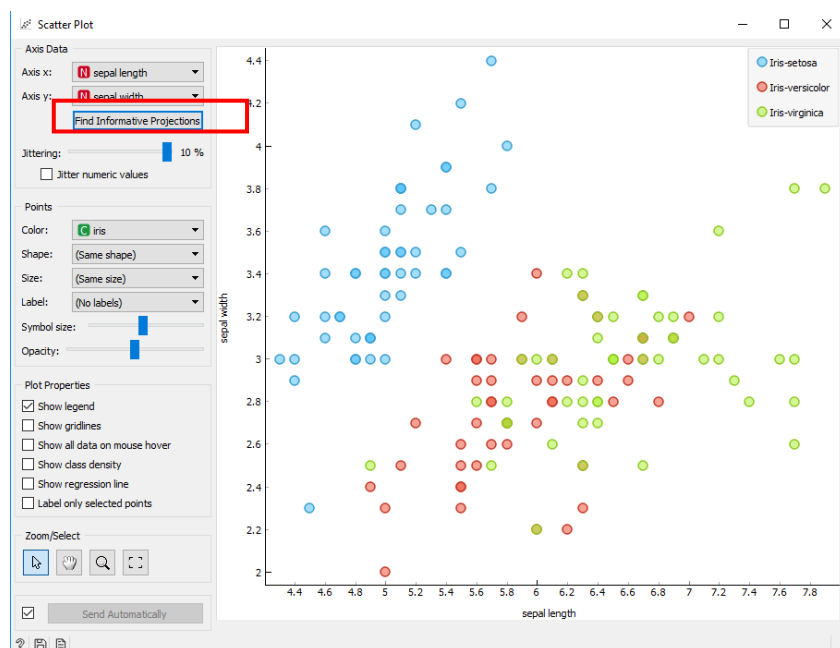 Scatter Plot
Axis Data
Axis x: N sepal length
Axis y: N sepal width
Find Informative Projections
Jittering: 10 %
Jitter numeric values
Points
Color: C iris
Shape: (Same shape)
Size: (Same size)
Label: (No labels)
Symbol size:
Opacity:
Plot Properties
Show legend
Show gridlines
Show all data on mouse hover
Show class density
Show regression line
Label only selected points
Zoom/Select
Send Automatically
?
4.4
4.2
4
3.8
3.6
3.4
3.2
3
2.8
2.6
2.4
2.2
2
sepal width
4.4 4.6 4.8 5 5.2 5.4 5.6 5.8 6 6.2 6.4 6.6 6.8 7 7.2 7.4 7.6 7.8
sepal length
Iris-setosa
Iris-versicolor
Iris-virginica